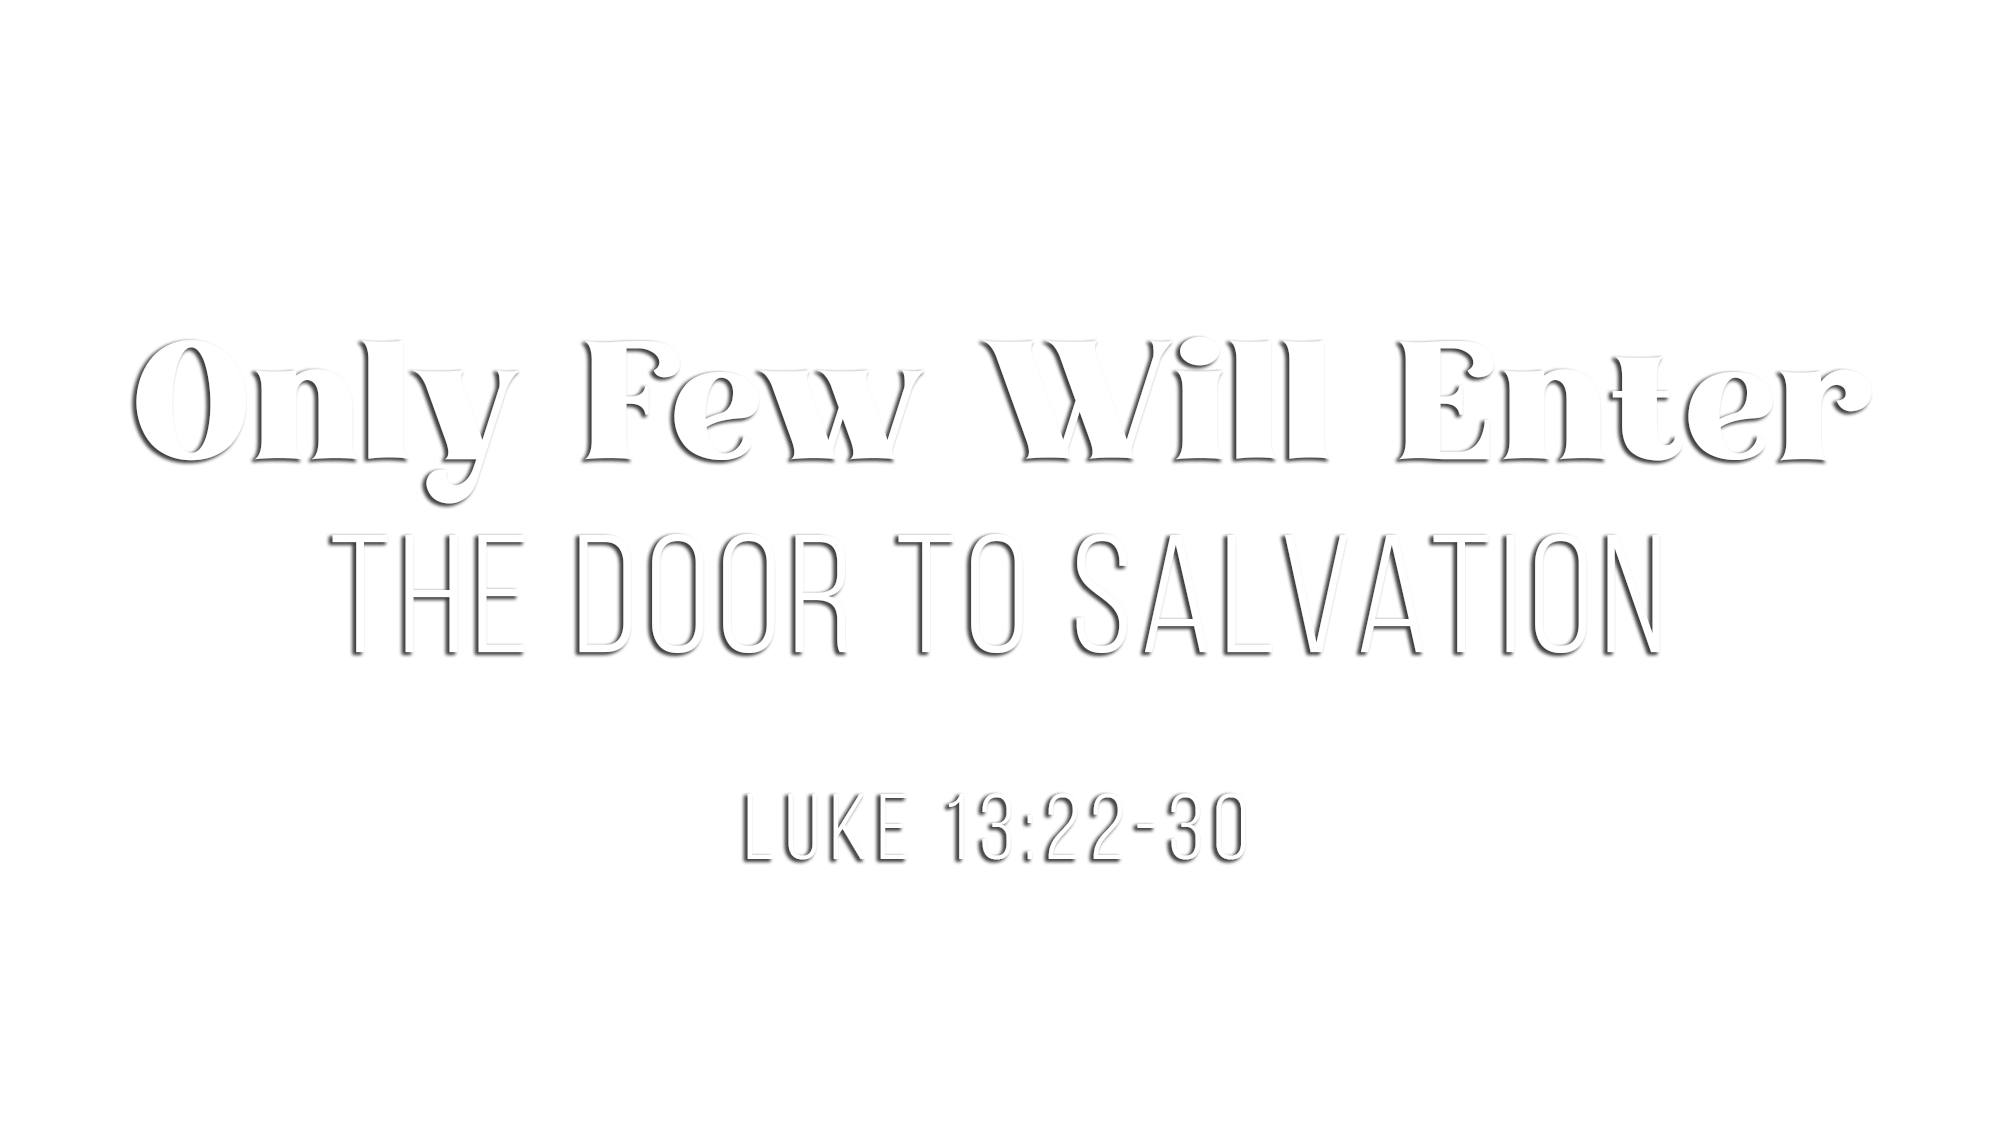 Only Few Will Enter
THE DOOR TO SALVATION
LUKE 13:22-30